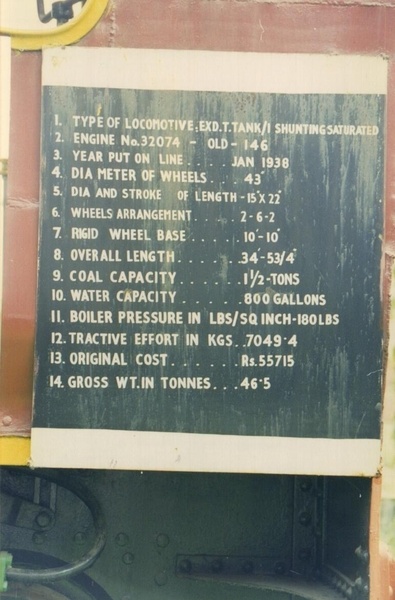 1. TYPE OF LOCOMOTIVE:EXD.T.TANK/1 SHUNTING SATURATED
2. ENGINE No.32074 - OLD - 146
3. YEAR PUT ON LINE.....JAN 1938
4. DIA METER OF WHEELS...43"
5. DIA AND STROKE OF LENGTH-15"X 22"
6. WHEELS ARRANGEMENT.....2-6-2
7. RIGID WHEEL BASE......10'-10"
8. OVERALL LENGTH.......34'-53/4"
9. COAL CAPACITY.......1 1/2-TONS
10. WATER CAPACITY......800 GALLONS
11. BOILER PRESSURE IN LBS/SQ INCH-180LBS
12. TRACTIVE EFFORT IN KGS..7049·4
13. ORIGINAL COST.......Rs.55715
14. GROSS WT.IN TONNES...46·5